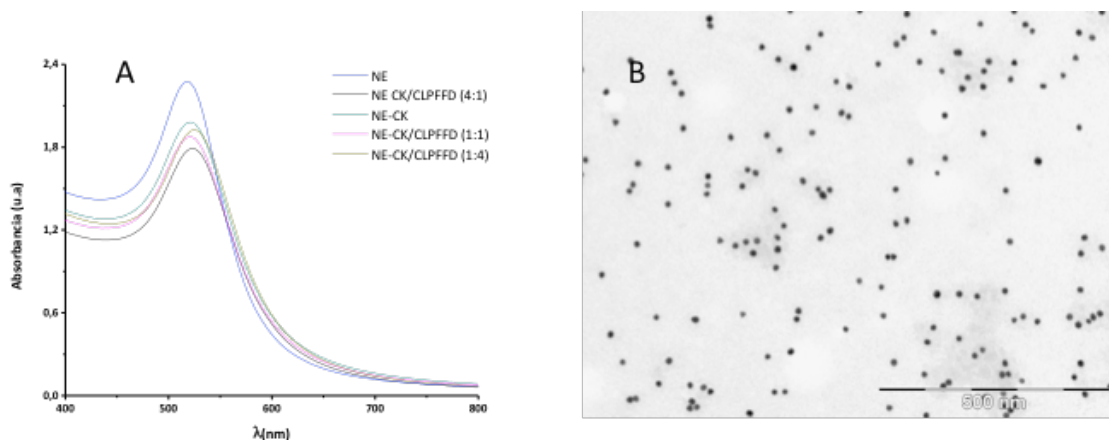 A
NE
NE CK/CLPFFD (4:1)
NE-CK
NE-CK/CLPFFD (1:1)
NE-CK/CLPFFD (1:4)
2,4
1,8
1,2
0,6
0,0
Absorbancia (u.a)
400
500
600
700
800
λ(nm)
B
500 nm